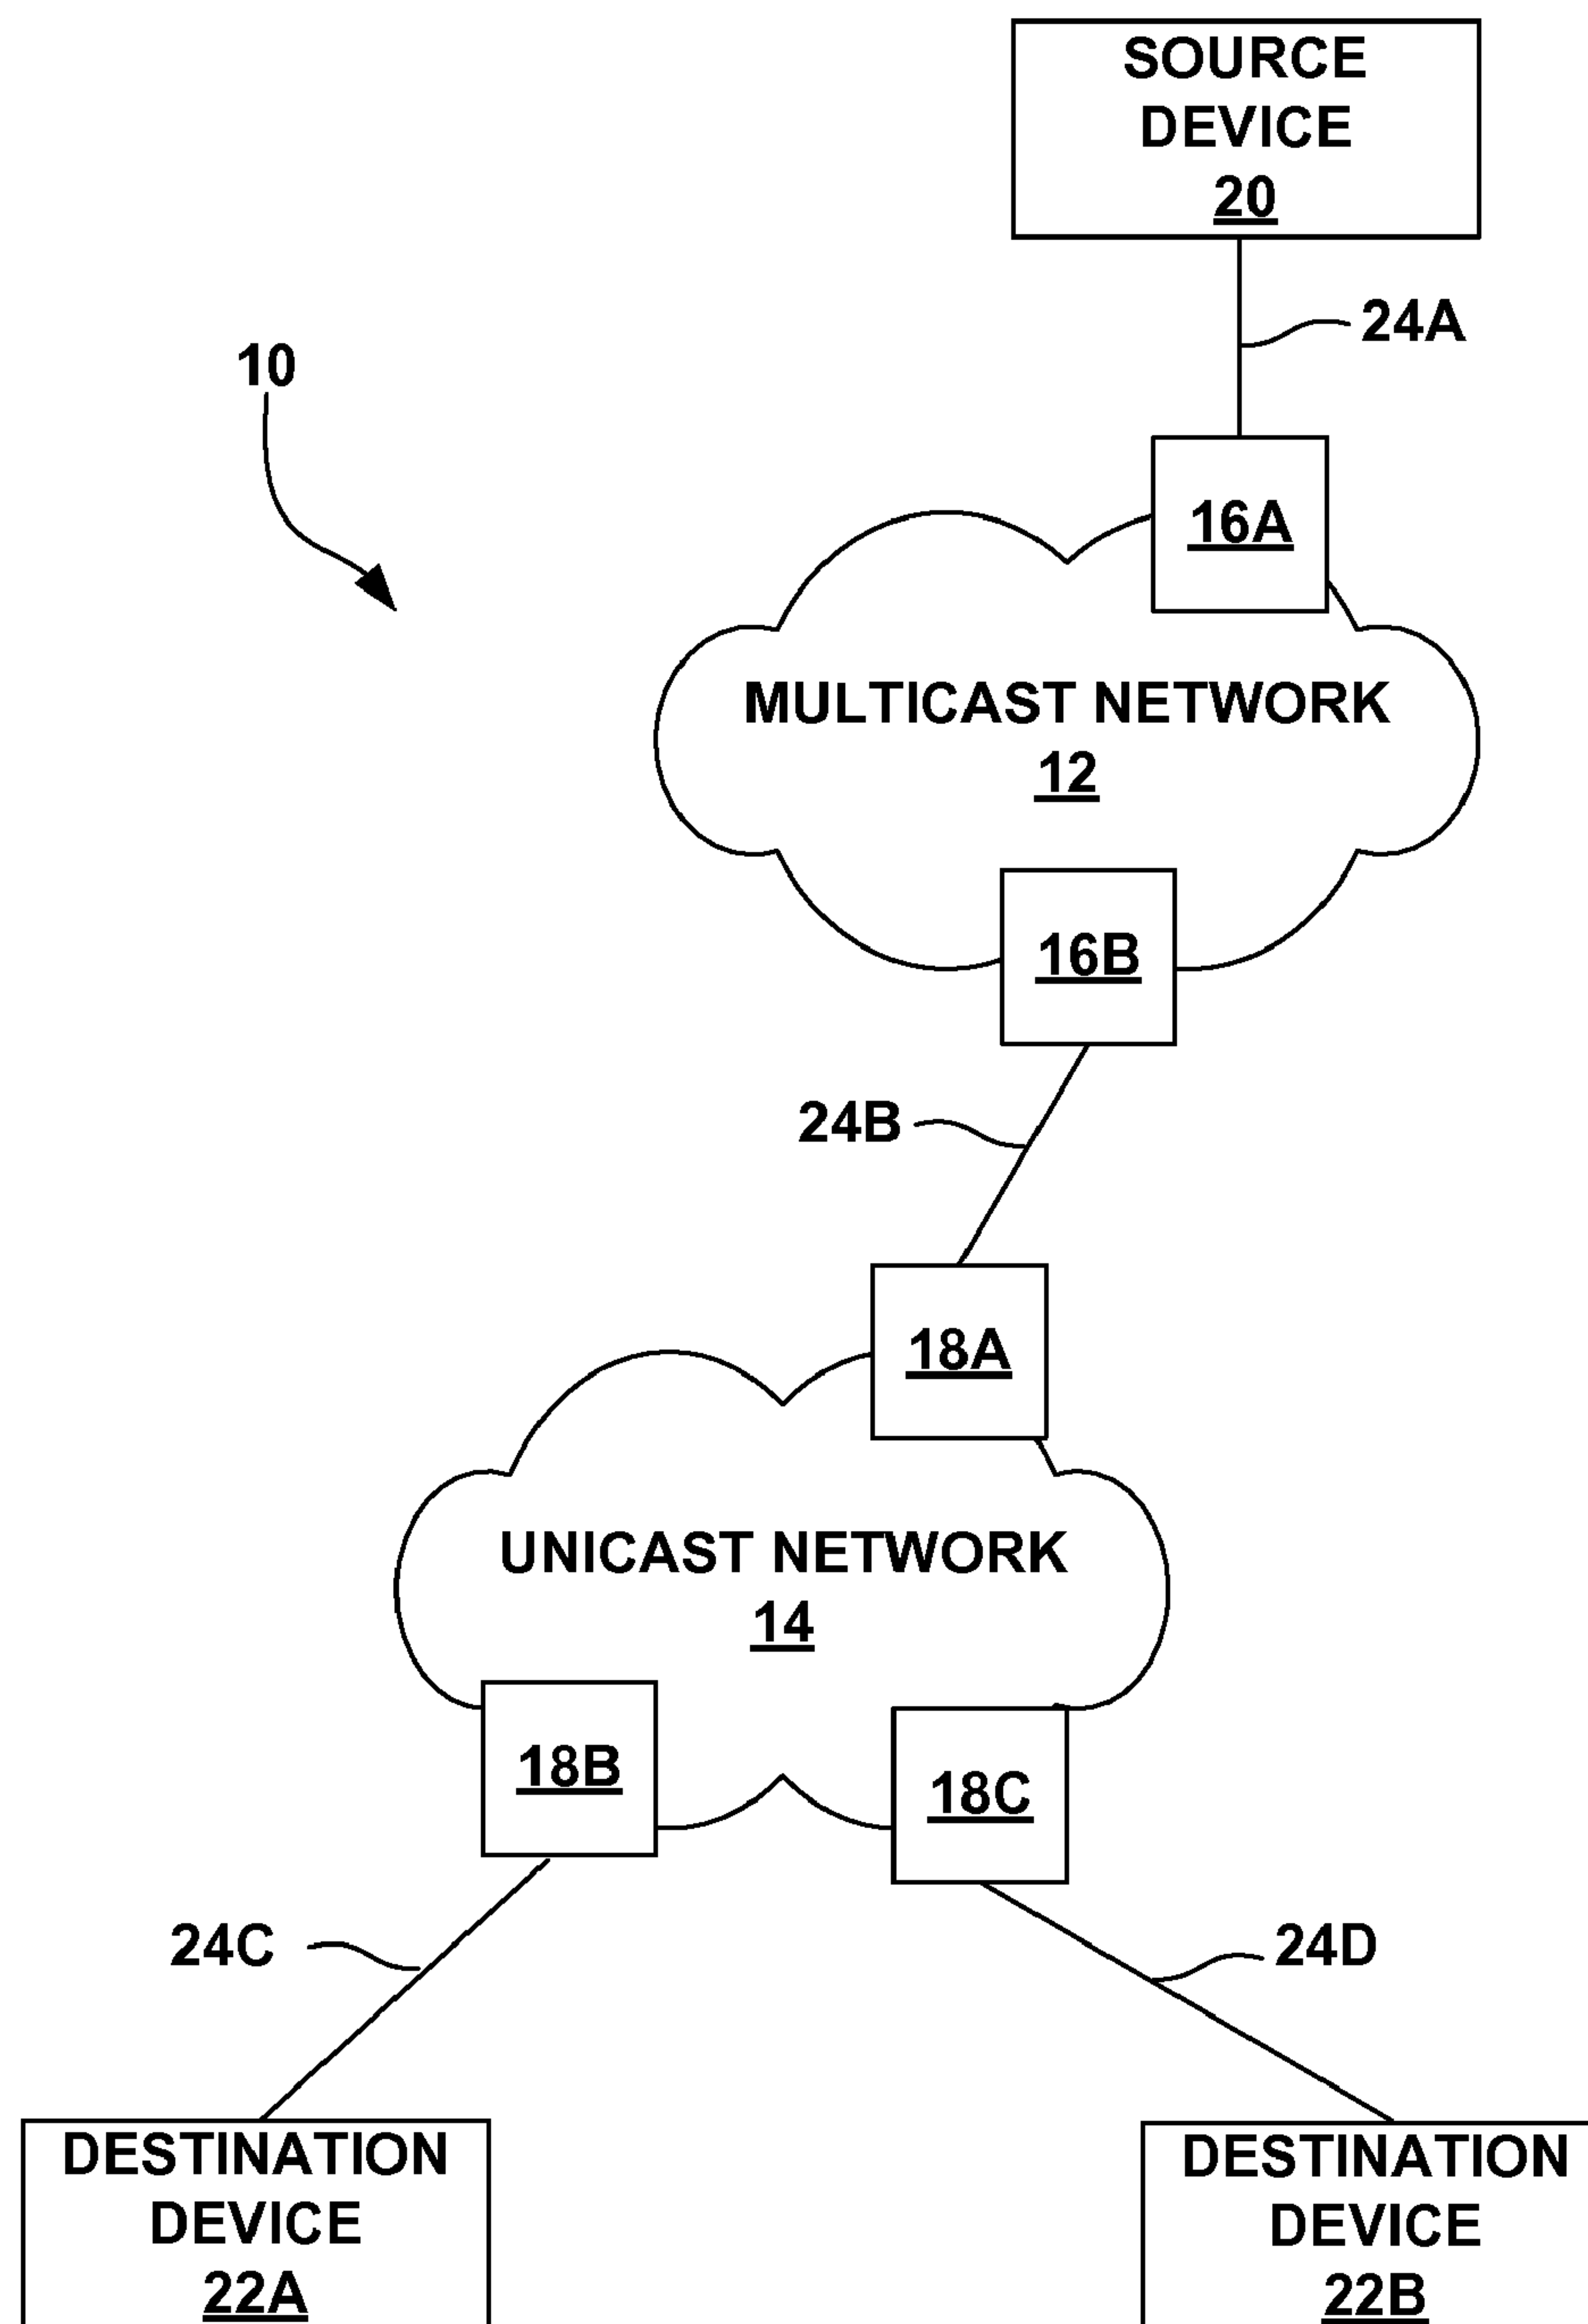 SOURCE
DEVICE
20
24A
10
16A
MULTICAST NETWORK
12
16B
24B
18A
UNICAST NETWORK
14
18B
18C
24C
24D
DESTINATION
DEVICE
22A
DESTINATION
DEVICE
22B